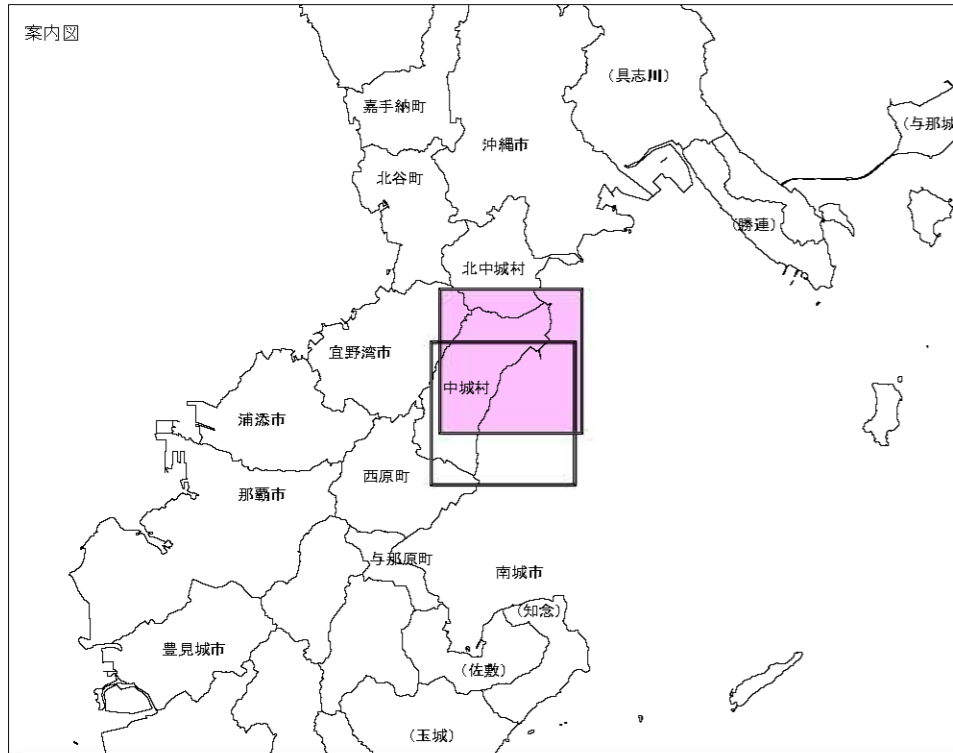 案内図
(具志川)
嘉手納町
(与那城
沖縄市
北谷町
(勝連)
北中城村
宜野湾市
中城村
浦添市
西原町
那覇市
与那原町
南城市
(知念)
豊見城市
(佐敷)
(玉城)